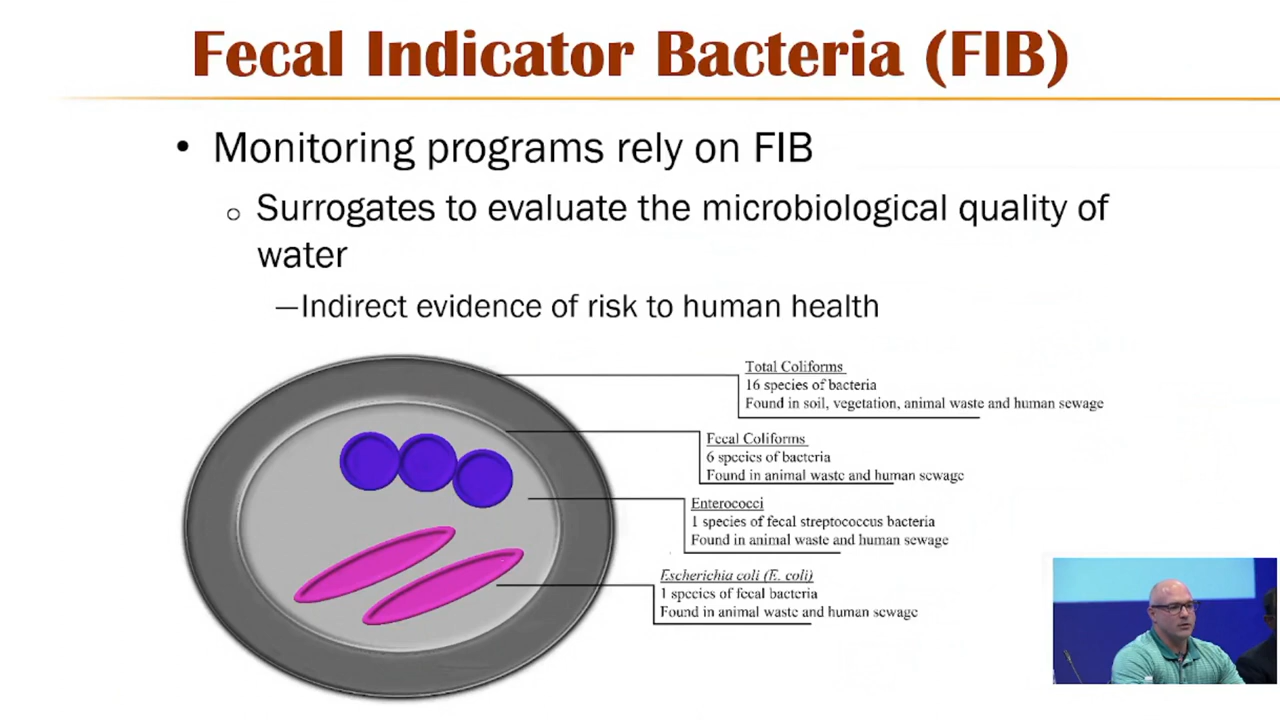 Fecal Indicator Bacteria (FIB)
• Monitoring programs rely on FIB
○ Surrogates to evaluate the microbiological quality of
water
—Indirect evidence of risk to human health
Total Coliforms
16 species of bacteria
Found in soil, vegetation, animal waste and human sewage
Fecal Coliforms
6 species of bacteria
Found in animal waste and human sewage
Enterococci
1 species of fecal streptococcus bacteria
Found in animal waste and human sewage
Escherichia coli (E. coli)
1 species of fecal bacteria
Found in animal waste and human sewage